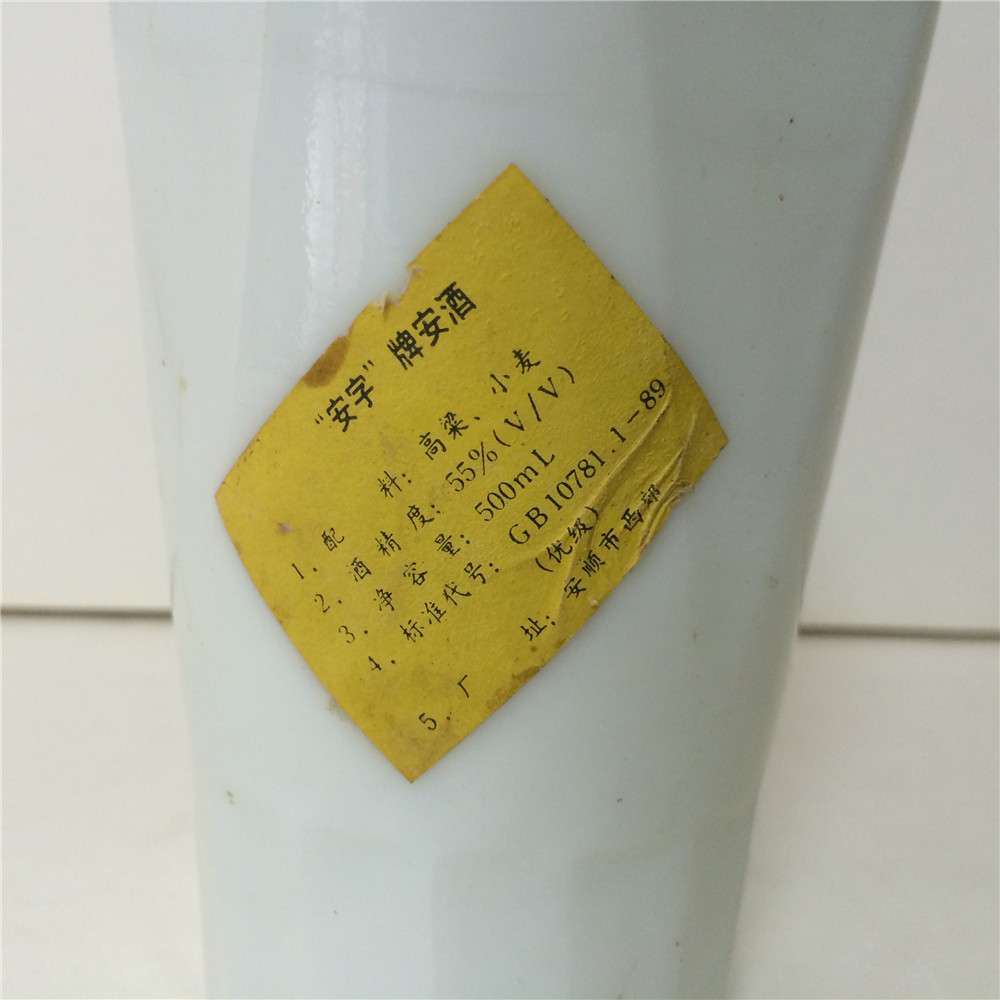 “安字”牌安酒
1．配 料：高粱、小麦
2．酒精度：55%(V/V)
3．净容量：500mL
4．标准代号：GB10781.1－89
(优级)
5．厂 址：安顺市西郊